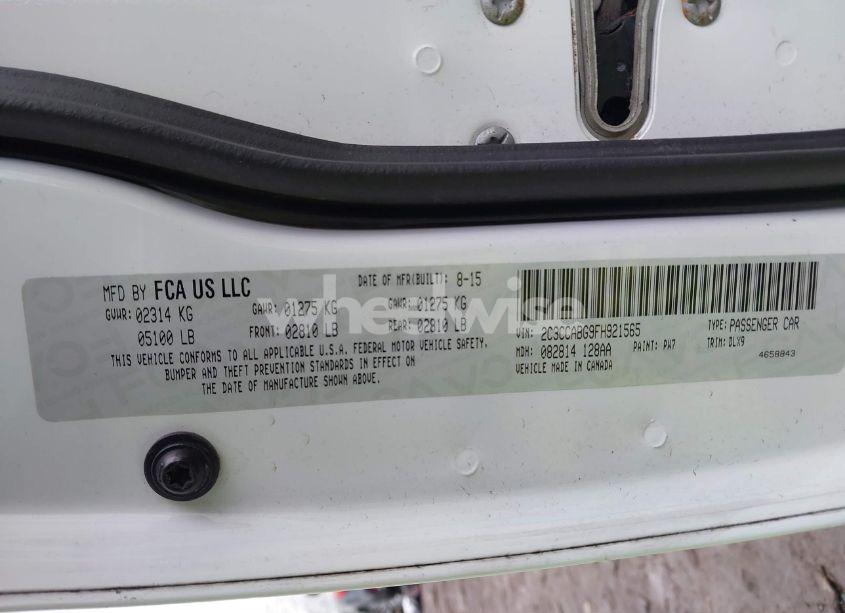 MFD BY FCA US LLC
DATE OF MFR(BUILT): 8-15
GVWR: 02314 KG
GAWR: 01275 KG
GAWR: 01275 KG
05100 LB
FRONT: 02810 LB
REAR: 02810 LB
THIS VEHICLE CONFORMS TO ALL APPLICABLE U.S.A. FEDERAL MOTOR VEHICLE SAFETY,
BUMPER AND THEFT PREVENTION STANDARDS IN EFFECT ON
THE DATE OF MANUFACTURE SHOWN ABOVE.
VIN: 2C3CCABG9FH921565
TYPE: PASSENGER CAR
MDH: 082814 128AA
PAINT: PW7
TRIM: DLX9
VEHICLE MADE IN CANADA
4658843
wheelwise